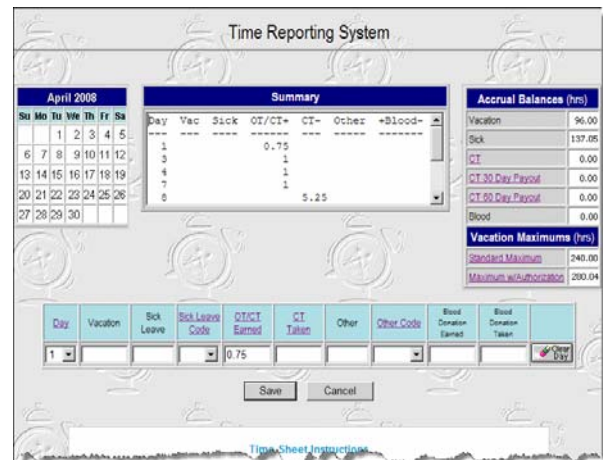 Time Reporting System
April 2008
Su Mo Tu We Th Fr Sa
1 2 3 4 5
6 7 8 9 10 11 12
13 14 15 16 17 18 19
20 21 22 23 24 25 26
27 28 29 30
Summary
Day Vac Sick OT/CT+ CT- Other +Blood-
--- --- ---- ------ --- ----- -------
1 0.75
3 1
4 1
7 1
8 5.25
Accrual Balances (hrs)
Vacation 96.00
Sick 137.05
CT 0.00
CT 30 Day Payout 0.00
CT 60 Day Payout 0.00
Blood 0.00
Vacation Maximums (hrs)
Standard Maximum 240.00
Maximum w/Authorization 280.04
Day Vacation Sick Leave Sick Leave Code OT/CT Earned CT Taken Other Other Code Blood Donation Earned Blood Donation Taken
1 0.75 Clear Day
Save Cancel
Time Sheet Instructions